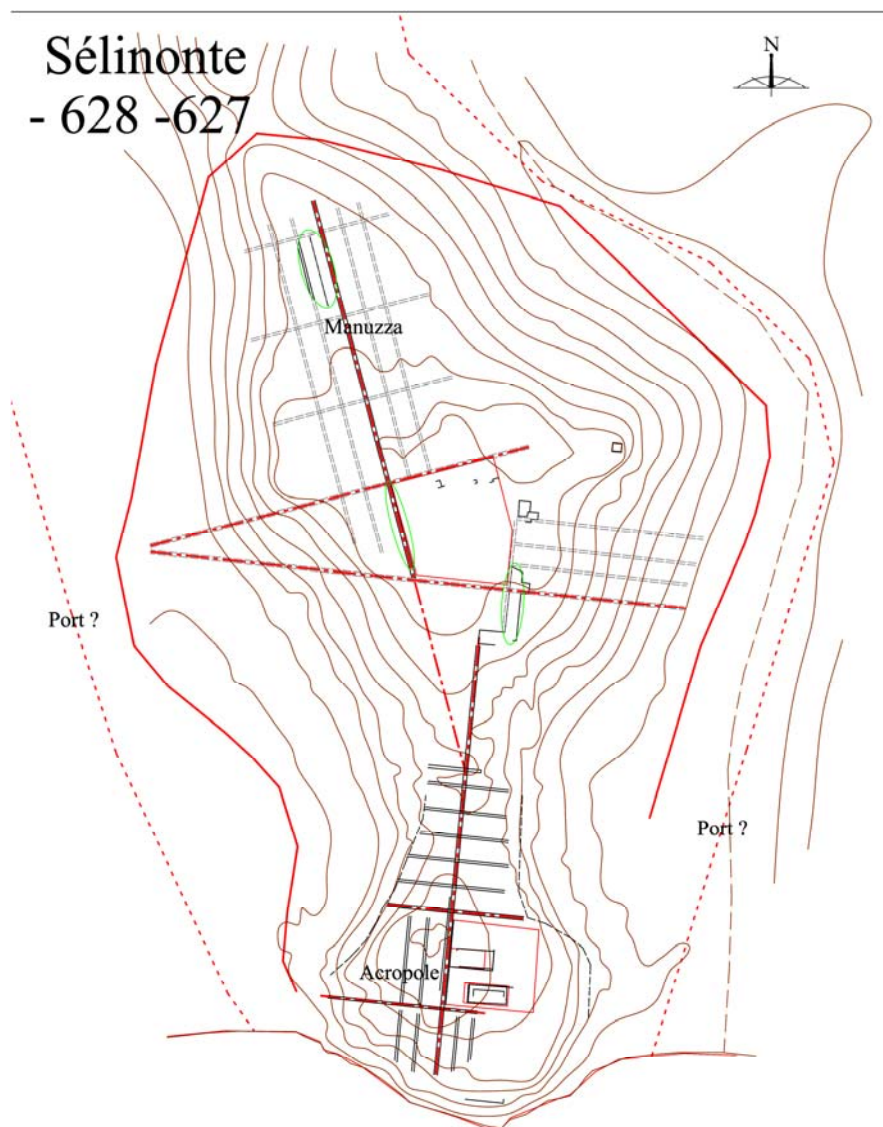 Sélinonte
- 628 -627
N
Manuzza
Port ?
Port ?
Acropole